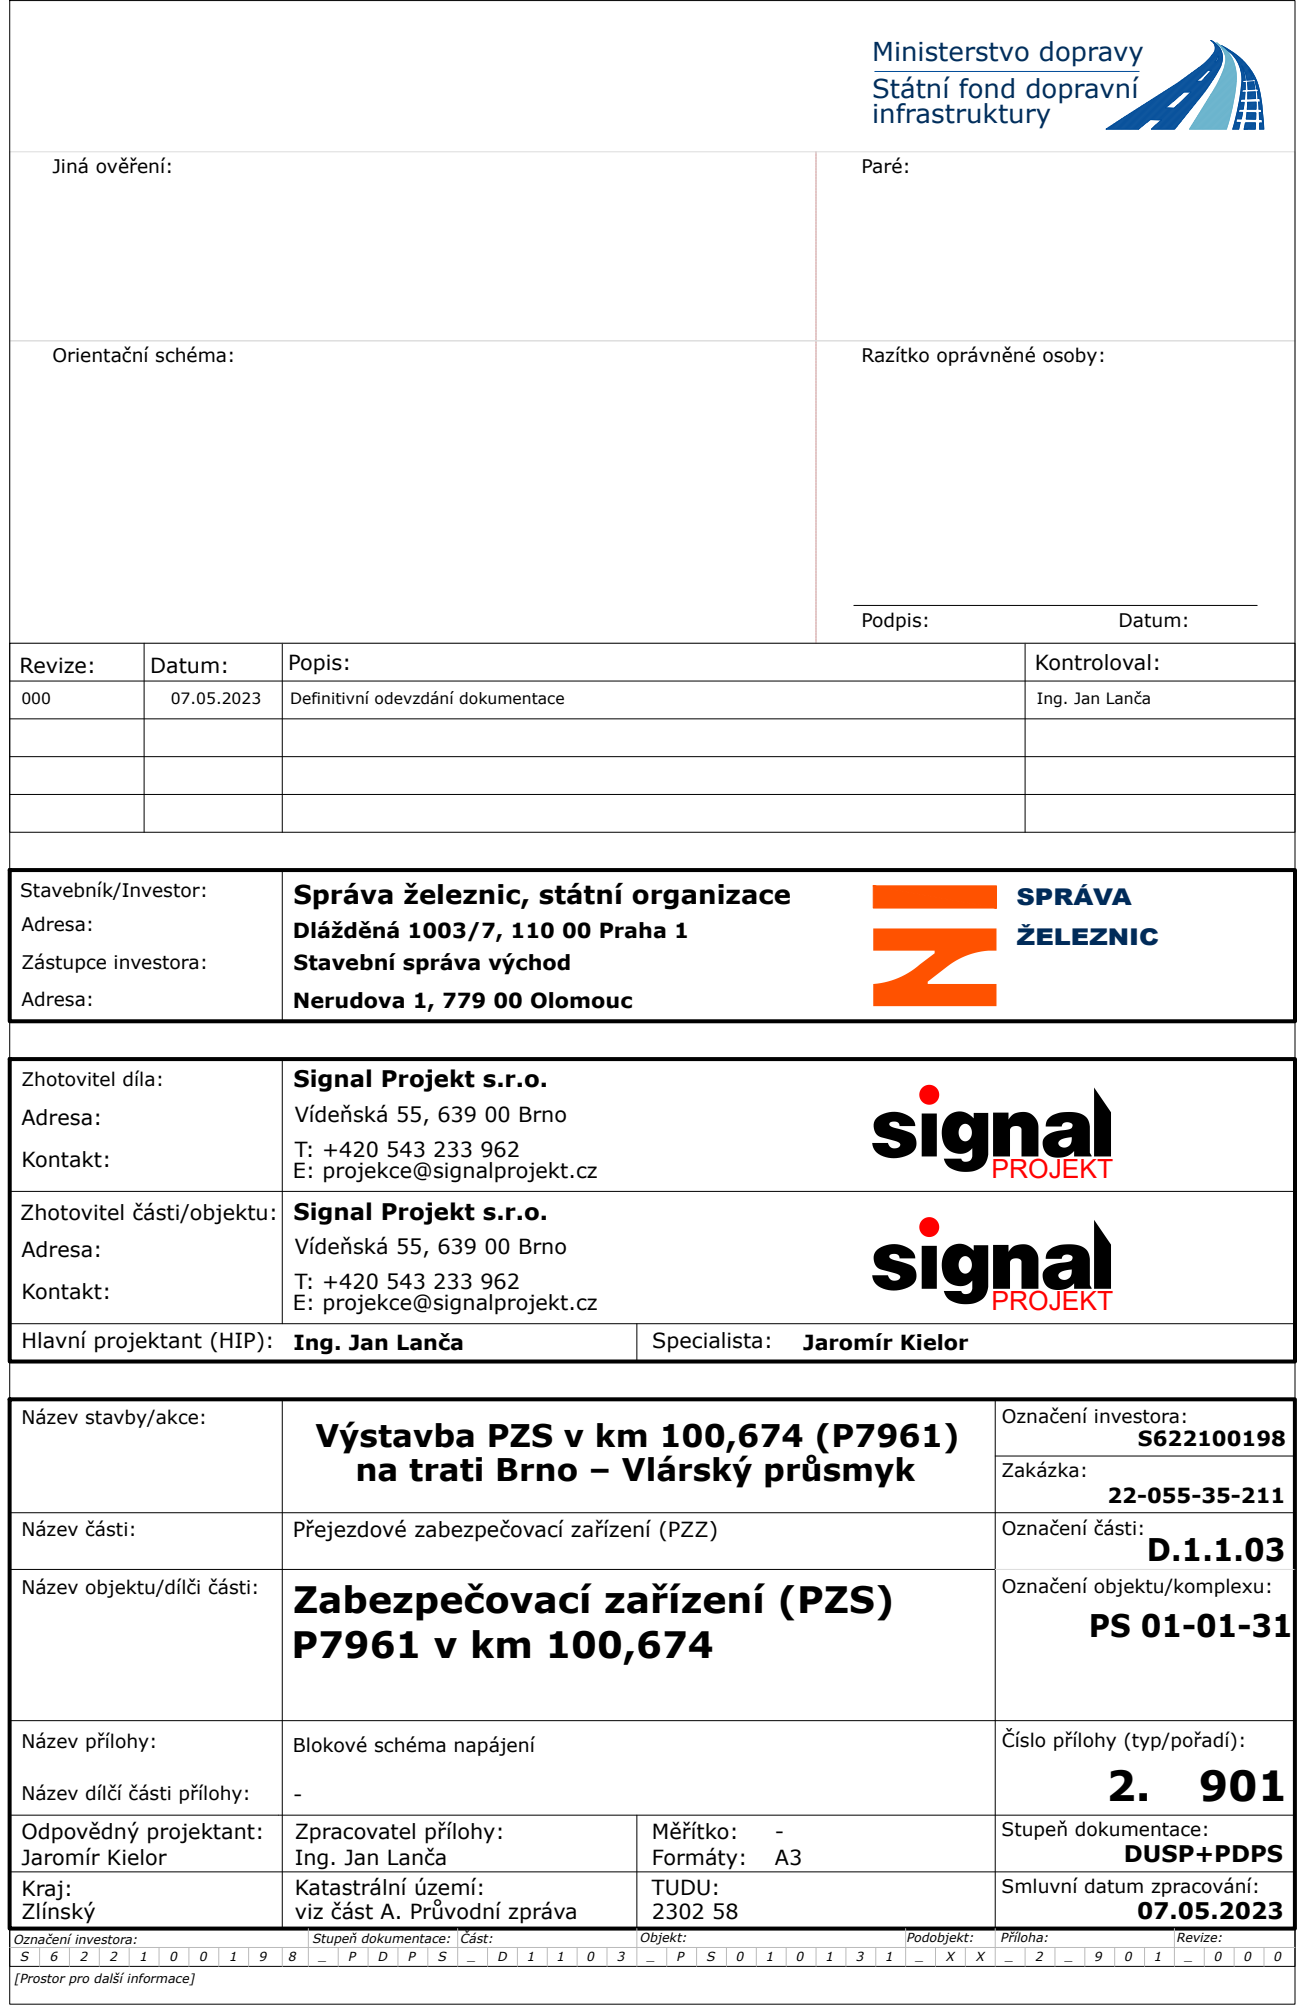 Ministerstvo dopravy
Státní fond dopravní
infrastruktury
Jiná ověření:
Paré:
Orientační schéma:
Razítko oprávněné osoby:
Podpis: Datum:
Revize: Datum: Popis: Kontroloval:
000 07.05.2023 Definitivní odevzdání dokumentace Ing. Jan Lanča
Stavebník/Investor: Správa železnic, státní organizace
Adresa: Dlážděná 1003/7, 110 00 Praha 1
Zástupce investora: Stavební správa východ
Adresa: Nerudova 1, 779 00 Olomouc
SPRÁVA
ŽELEZNIC
Zhotovitel díla: Signal Projekt s.r.o.
Adresa: Vídeňská 55, 639 00 Brno
Kontakt: T: +420 543 233 962
E: projekce@signalprojekt.cz
signal
PROJEKT
Zhotovitel části/objektu: Signal Projekt s.r.o.
Adresa: Vídeňská 55, 639 00 Brno
Kontakt: T: +420 543 233 962
E: projekce@signalprojekt.cz
signal
PROJEKT
Hlavní projektant (HIP): Ing. Jan Lanča Specialista: Jaromír Kielor
Název stavby/akce: Výstavba PZS v km 100,674 (P7961)
na trati Brno – Vlárský průsmyk
Označení investora:
S622100198
Zakázka:
22-055-35-211
Název části: Přejezdové zabezpečovací zařízení (PZZ)
Označení části:
D.1.1.03
Název objektu/dílči části: Zabezpečovací zařízení (PZS)
P7961 v km 100,674
Označení objektu/komplexu:
PS 01-01-31
Název přílohy: Blokové schéma napájení
Název dílčí části přílohy: -
Číslo přílohy (typ/pořadí):
2. 901
Odpovědný projektant: Zpracovatel přílohy: Měřítko: - Stupeň dokumentace:
Jaromír Kielor Ing. Jan Lanča Formáty: A3 DUSP+PDPS
Kraj: Katastrální území: TUDU: Smluvní datum zpracování:
Zlínský viz část A. Průvodní zpráva 2302 58 07.05.2023
Označení investora: Stupeň dokumentace: Část: Objekt: Podobjekt: Příloha: Revize:
S 6 2 2 1 0 0 1 9 8 _ P D P S _ D 1 1 0 3 _ P S 0 1 0 1 3 1 _ X X _ 2 _ 9 0 1 _ 0 0 0
[Prostor pro další informace]